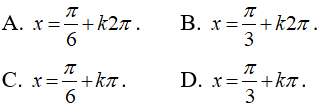 A. x = π/6 + k2π. B. x = π/3 + k2π.
C. x = π/6 + kπ. D. x = π/3 + kπ.